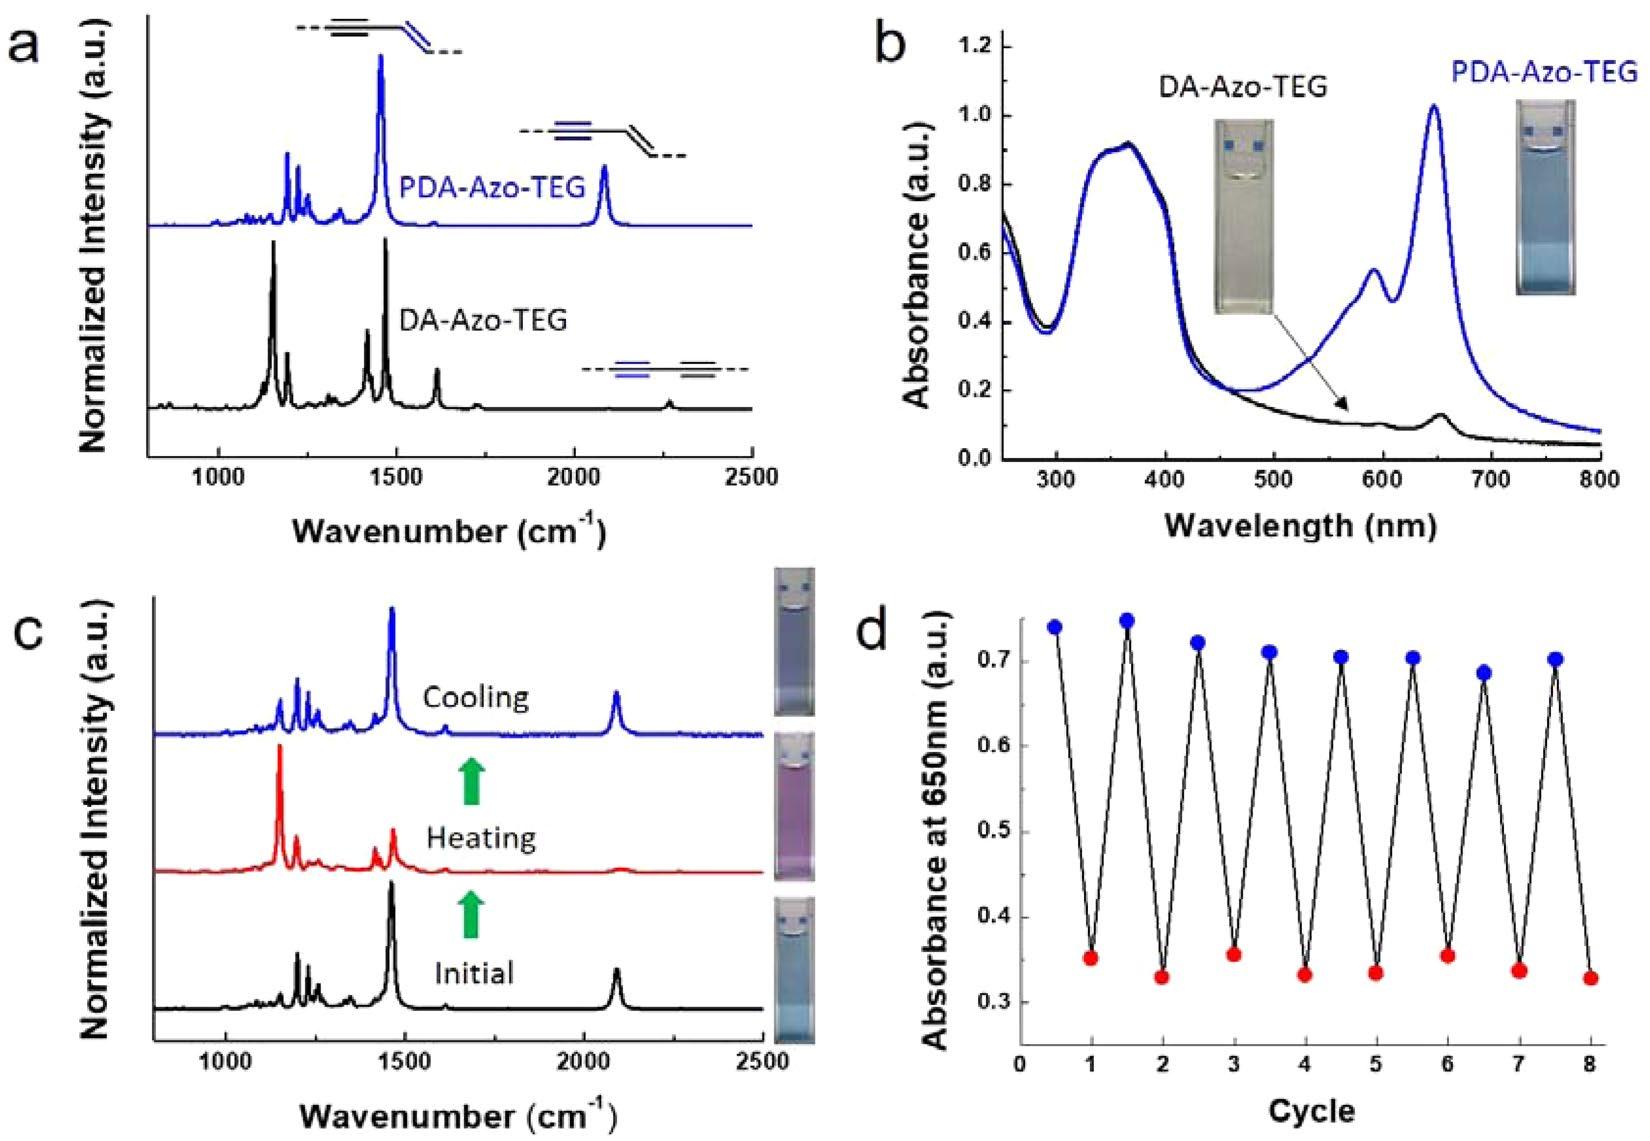 a
Normalized Intensity (a.u.)
PDA-Azo-TEG
DA-Azo-TEG
1000 1500 2000 2500
Wavenumber (cm⁻¹)
b
Absorbance (a.u.)
1.2
1.0
0.8
0.6
0.4
0.2
0.0
DA-Azo-TEG
PDA-Azo-TEG
300 400 500 600 700 800
Wavelength (nm)
c
Normalized Intensity (a.u.)
Cooling
Heating
Initial
1000 1500 2000 2500
Wavenumber (cm⁻¹)
d
Absorbance at 650nm (a.u.)
0.7
0.6
0.5
0.4
0.3
0 1 2 3 4 5 6 7 8
Cycle